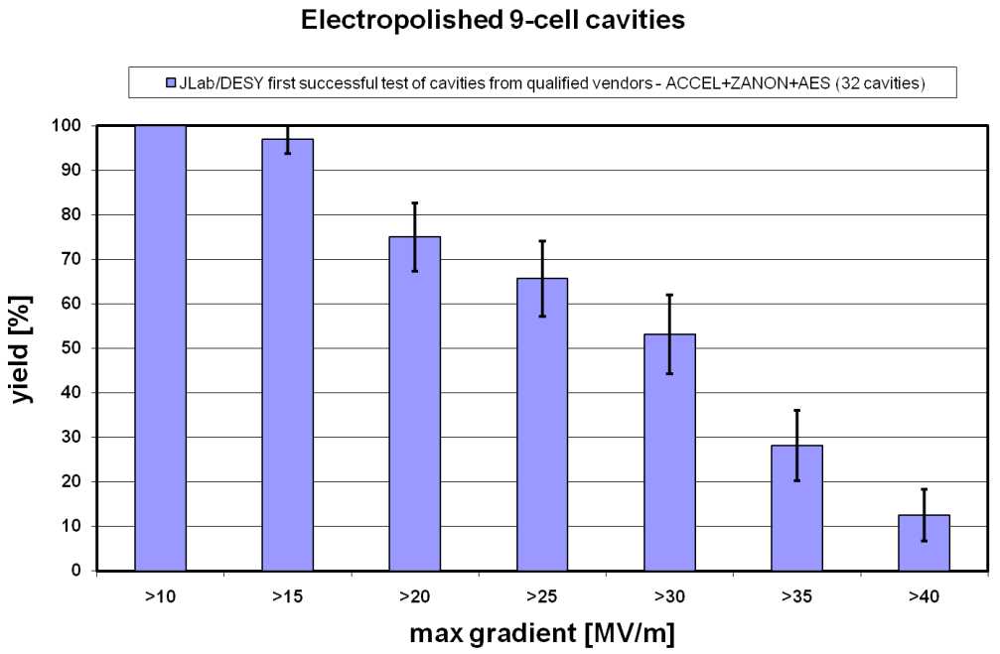 Electropolished 9-cell cavities
JLab/DESY first successful test of cavities from qualified vendors - ACCEL+ZANON+AES (32 cavities)
100
90
80
70
60
50
40
30
20
10
0
yield [%]
>10 >15 >20 >25 >30 >35 >40
max gradient [MV/m]